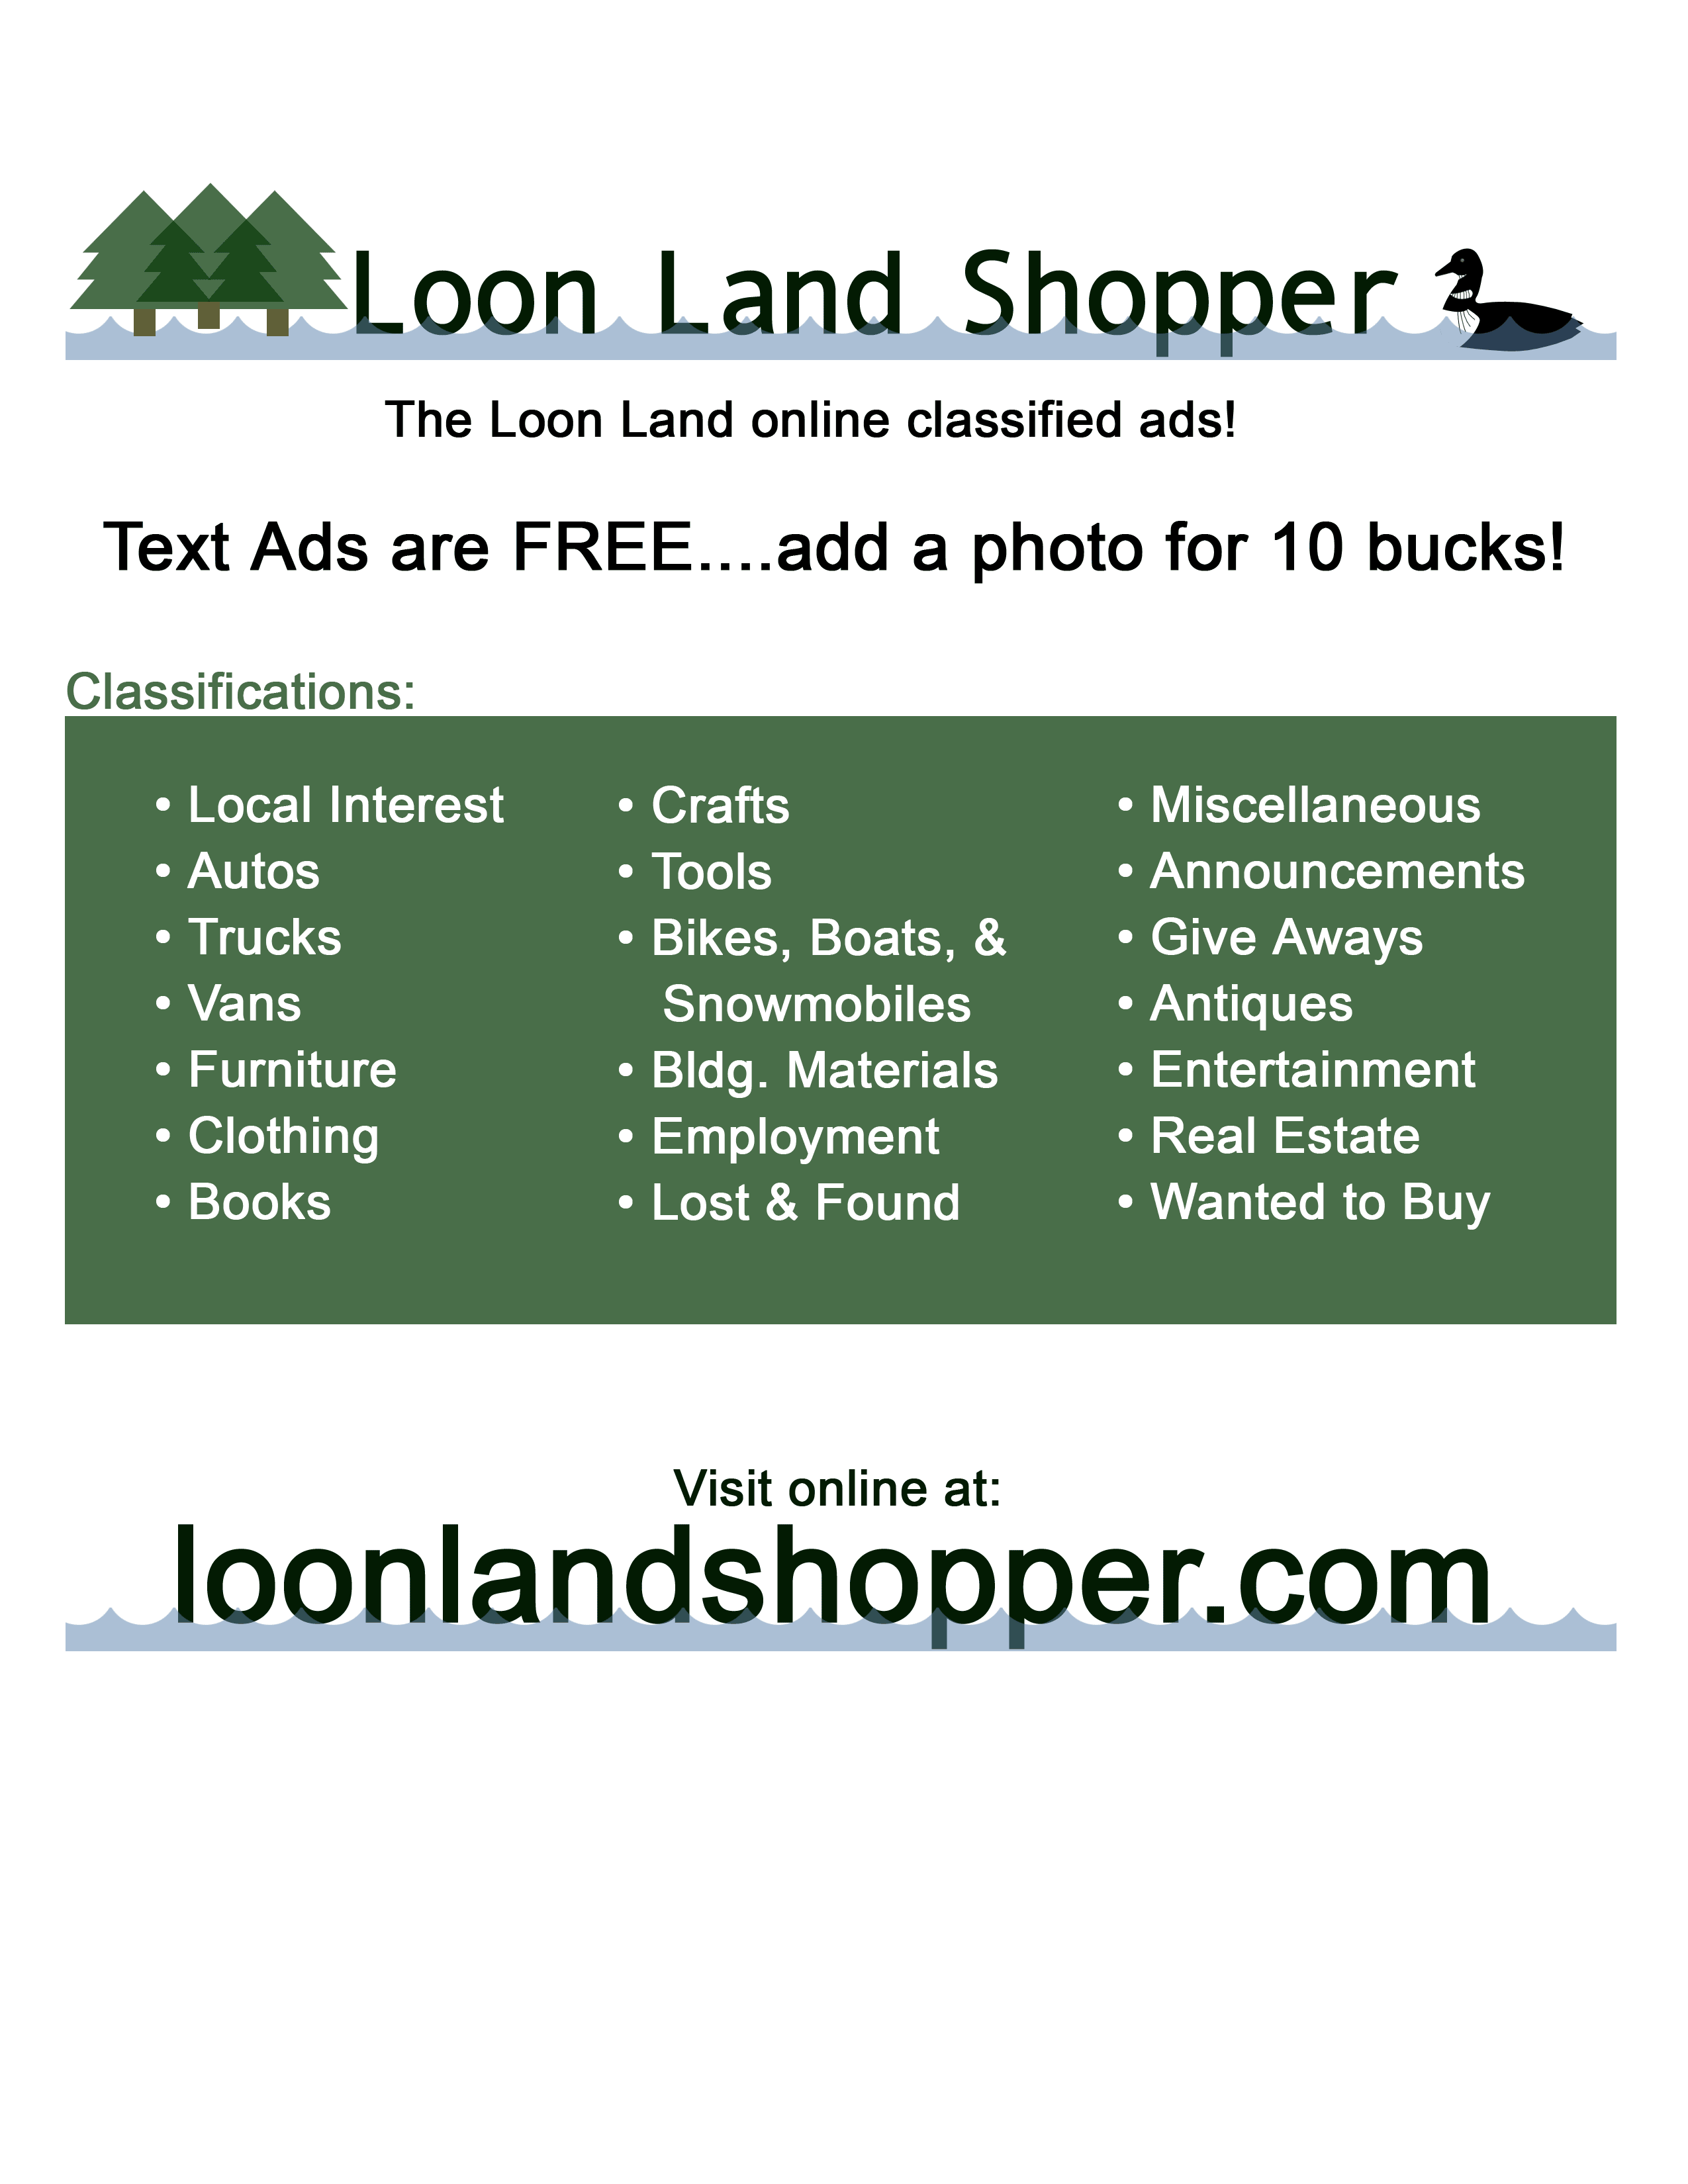 Loon Land Shopper
The Loon Land online classified ads!
Text Ads are FREE....add a photo for 10 bucks!
Classifications:
• Local Interest
• Autos
• Trucks
• Vans
• Furniture
• Clothing
• Books
• Crafts
• Tools
• Bikes, Boats, &
Snowmobiles
• Bldg. Materials
• Employment
• Lost & Found
• Miscellaneous
• Announcements
• Give Aways
• Antiques
• Entertainment
• Real Estate
• Wanted to Buy
Visit online at:
loonlandshopper.com